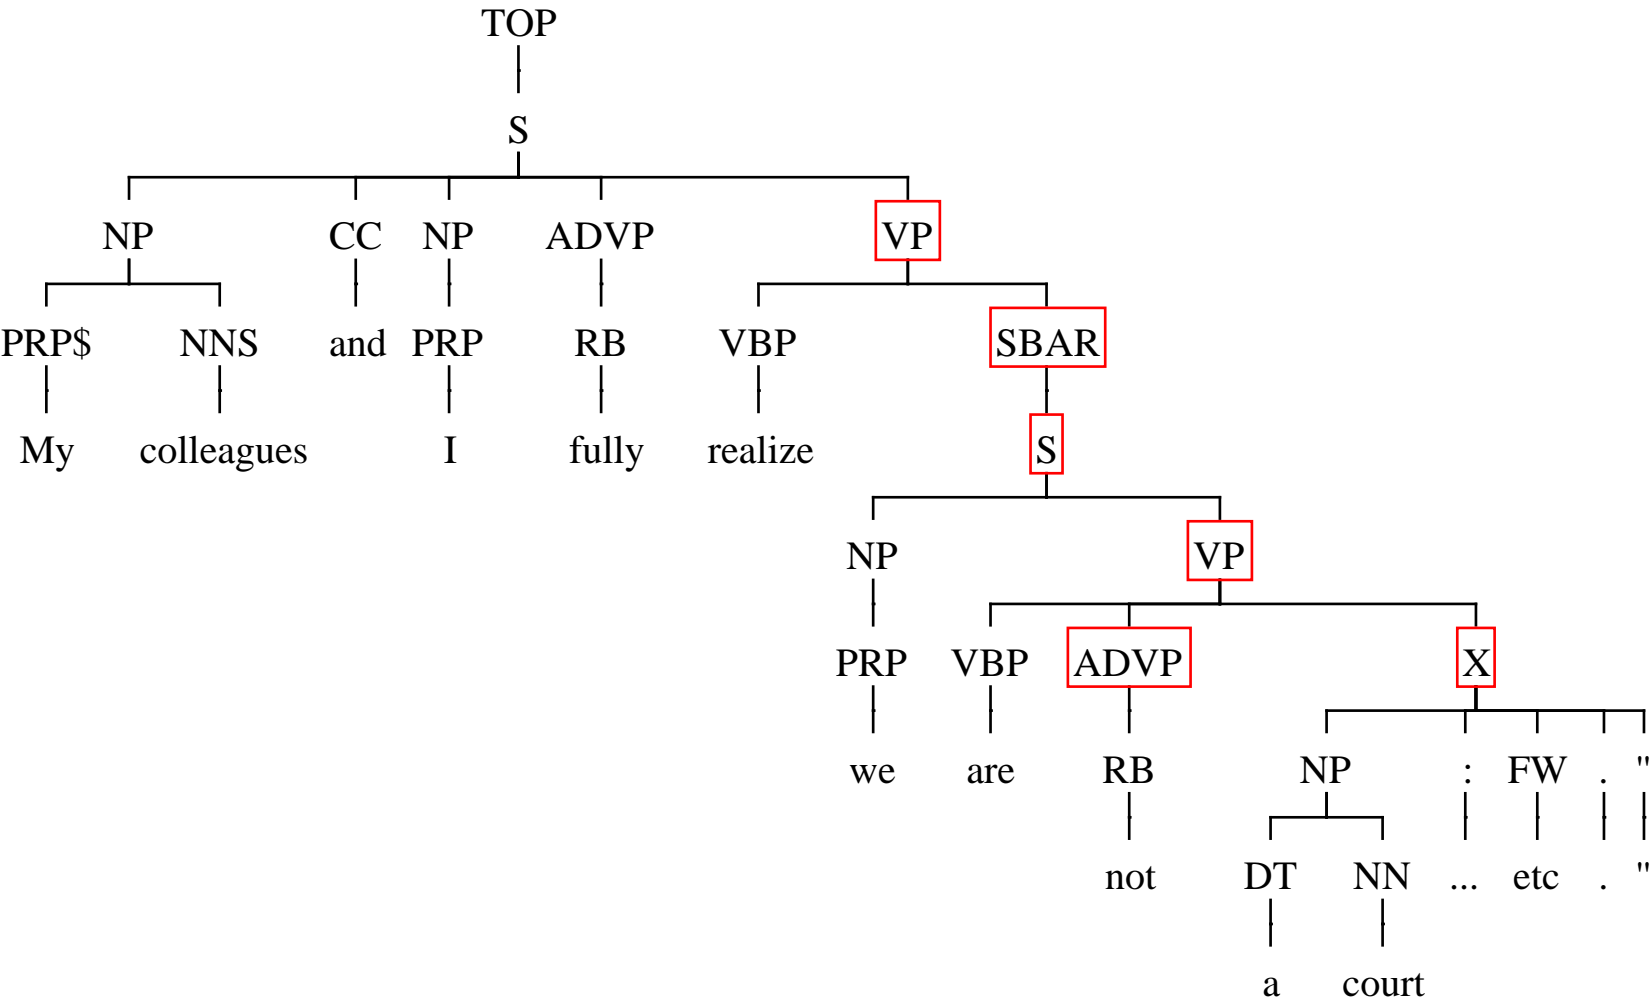 TOP
S
NP CC NP ADVP VP
PRP$ NNS and PRP RB VBP SBAR
My colleagues I fully realize S
NP VP
PRP VBP ADVP X
we are RB NP : FW . "
not DT NN ... etc . "
a court